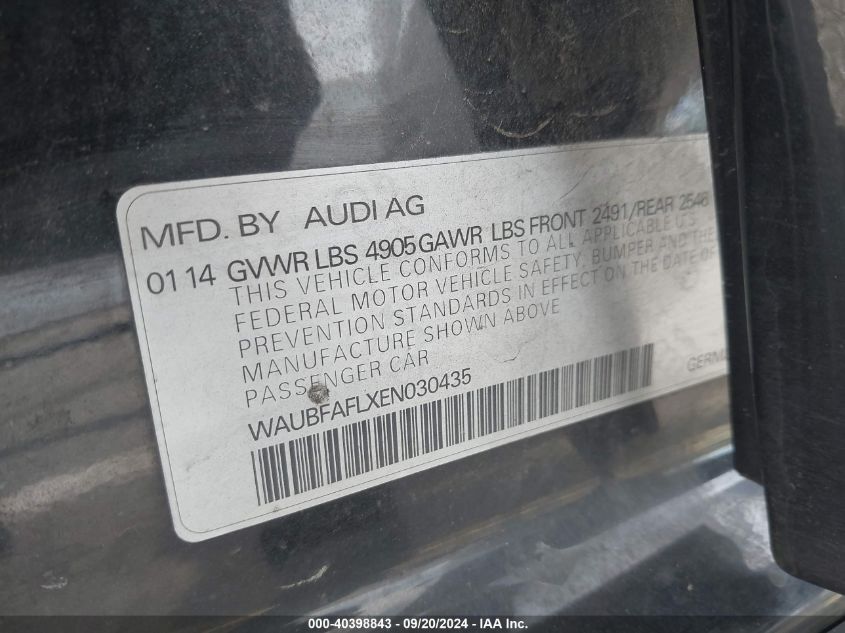 MFD. BY AUDI AG
01 14 GVWR LBS 4905 GAWR LBS FRONT 2491/REAR 2546
THIS VEHICLE CONFORMS TO ALL APPLICABLE U.S
FEDERAL MOTOR VEHICLE SAFETY, BUMPER AND THE
PREVENTION STANDARDS IN EFFECT ON THE DATE OF
MANUFACTURE SHOWN ABOVE
PASSENGER CAR
GERMA
WAUBFAFLXEN030435
000-40398843 / 09/20/2024 - IAA Inc.